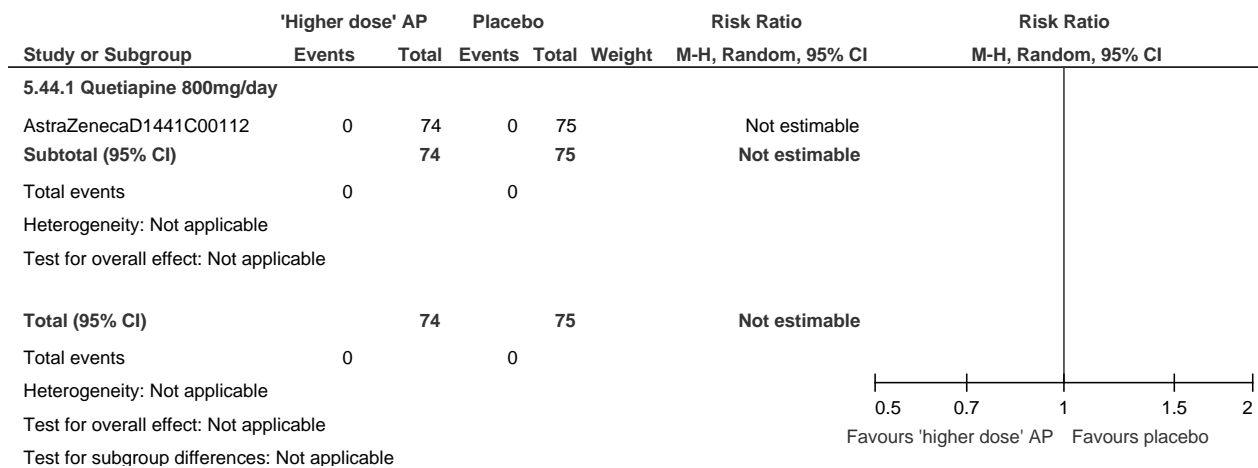 'Higher dose' AP Placebo Risk Ratio Risk Ratio
Study or Subgroup Events Total Events Total Weight M-H, Random, 95% CI M-H, Random, 95% CI
5.44.1 Quetiapine 800mg/day
AstraZenecaD1441C00112 0 74 0 75 Not estimable
Subtotal (95% CI) 74 75 Not estimable
Total events 0 0
Heterogeneity: Not applicable
Test for overall effect: Not applicable
Total (95% CI) 74 75 Not estimable
Total events 0 0
Heterogeneity: Not applicable
Test for overall effect: Not applicable
Test for subgroup differences: Not applicable
0.5 0.7 1 1.5 2
Favours 'higher dose' AP Favours placebo